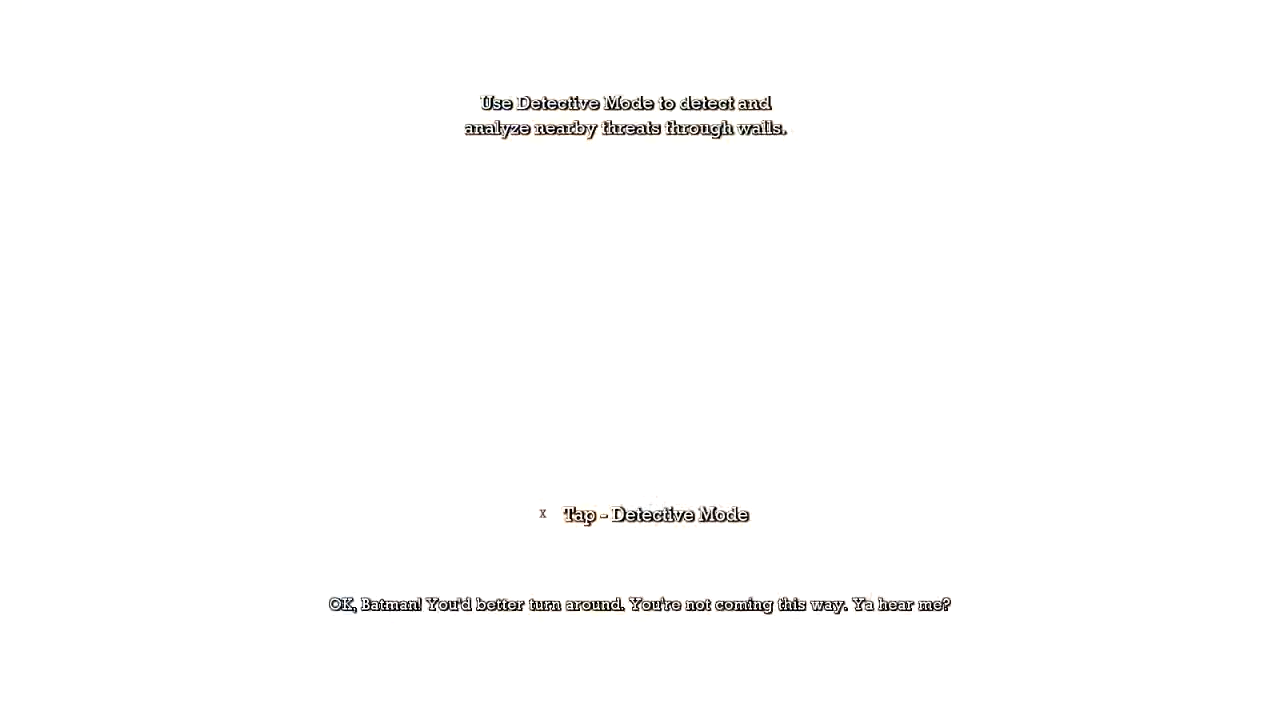 Use Detective Mode to detect and
analyze nearby threats through walls.
X Tap - Detective Mode
OK, Batman! You'd better turn around. You're not coming this way. Ya hear me?